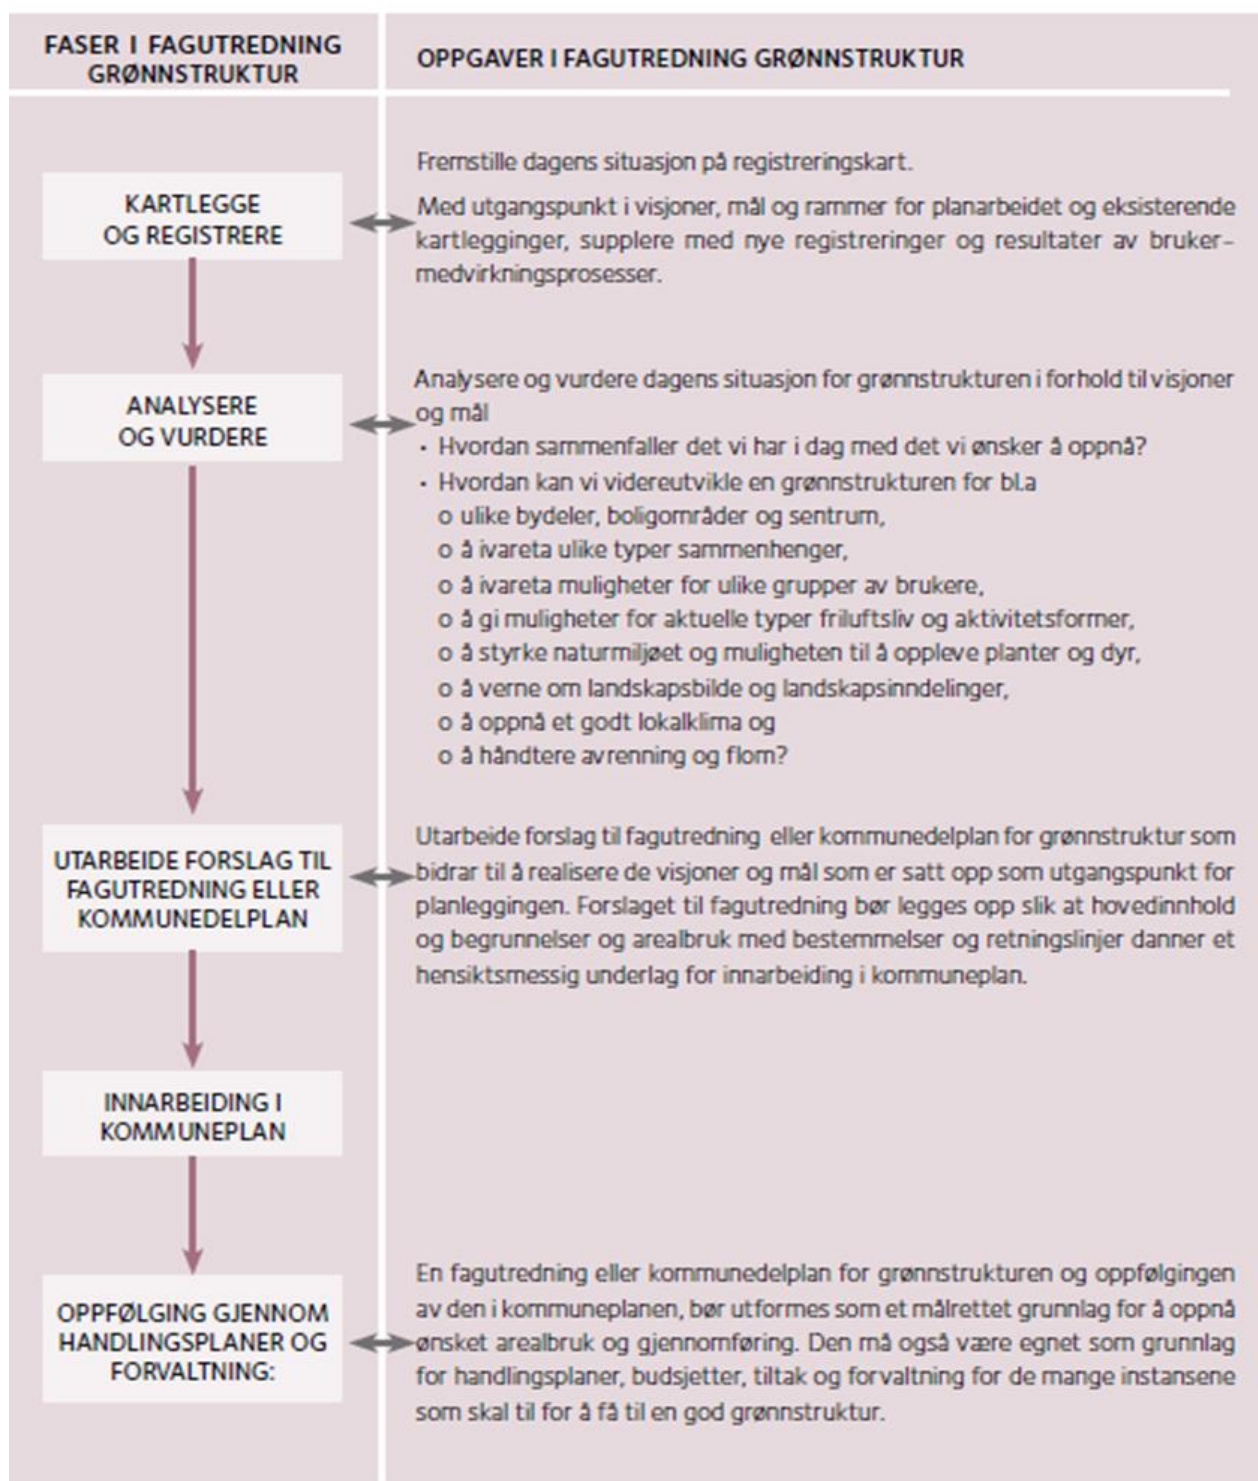 FASER I FAGUTREDNING
GRØNNSTRUKTUR
OPPGAVER I FAGUTREDNING GRØNNSTRUKTUR
KARTLEGGE
OG REGISTRERE
Fremstille dagens situasjon på registreringskart.
Med utgangspunkt i visjoner, mål og rammer for planarbeidet og eksisterende
kartlegginger, supplere med nye registreringer og resultater av bruker-
medvirkningsprosesser.
ANALYSERE
OG VURDERE
Analysere og vurdere dagens situasjon for grønnstrukturen i forhold til visjoner
og mål
• Hvordan sammenfaller det vi har i dag med det vi ønsker å oppnå?
• Hvordan kan vi videreutvikle en grønnstrukturen for bl.a
o ulike bydeler, boligområder og sentrum,
o å ivareta ulike typer sammenhenger,
o å ivareta muligheter for ulike grupper av brukere,
o å gi muligheter for aktuelle typer friluftsliv og aktivitetsformer,
o å styrke naturmiljøet og muligheten til å oppleve planter og dyr,
o å verne om landskapsbilde og landskapsinndelinger,
o å oppnå et godt lokalklima og
o å håndtere avrenning og flom?
UTARBEIDE FORSLAG TIL
FAGUTREDNING ELLER
KOMMUNEDELPLAN
Utarbeide forslag til fagutredning eller kommunedelplan for grønnstruktur som
bidrar til å realisere de visjoner og mål som er satt opp som utgangspunkt for
planleggingen. Forslaget til fagutredning bør legges opp slik at hovedinnhold
og begrunnelser og arealbruk med bestemmelser og retningslinjer danner et
hensiktsmessig underlag for innarbeiding i kommuneplan.
INNARBEIDING I
KOMMUNEPLAN
OPPFØLGING GJENNOM
HANDLINGSPLANER OG
FORVALTNING:
En fagutredning eller kommunedelplan for grønnstrukturen og oppfølgingen
av den i kommuneplanen, bør utformes som et målrettet grunnlag for å oppnå
ønsket arealbruk og gjennomføring. Den må også være egnet som grunnlag
for handlingsplaner, budsjetter, tiltak og forvaltning for de mange instansene
som skal til for å få til en god grønnstruktur.